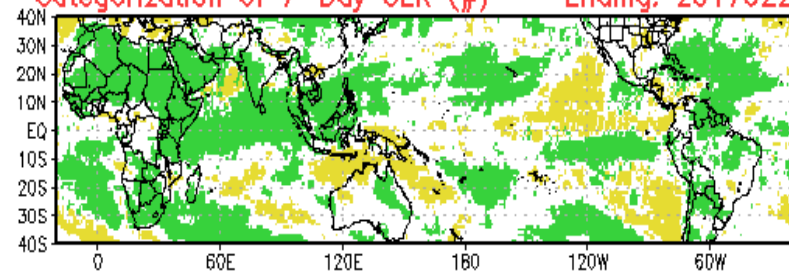 Categorization of 7-Day OLR (#) Ending: 2017022
40N
30N
20N
10N
EQ
10S
20S
30S
40S
0 60E 120E 180 120W 60W